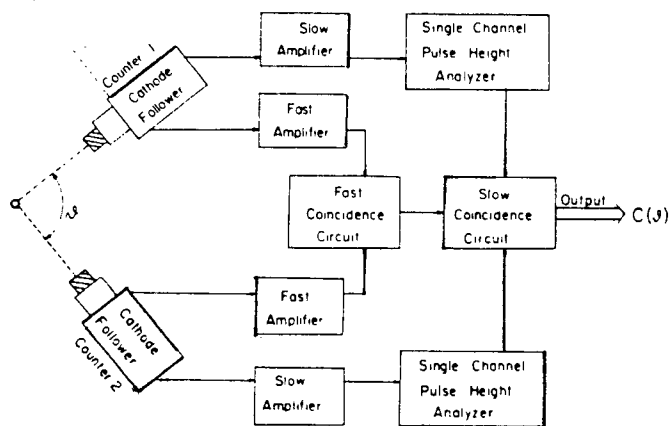 Slow
Amplifier
Single Channel
Pulse Height
Analyzer
Counter 1
Cathode
Follower
Fast
Amplifier
ϑ
Fast
Coincidence
Circuit
Slow
Coincidence
Circuit
Output
C(ϑ)
Cathode
Follower
Counter 2
Fast
Amplifier
Slow
Amplifier
Single Channel
Pulse Height
Analyzer